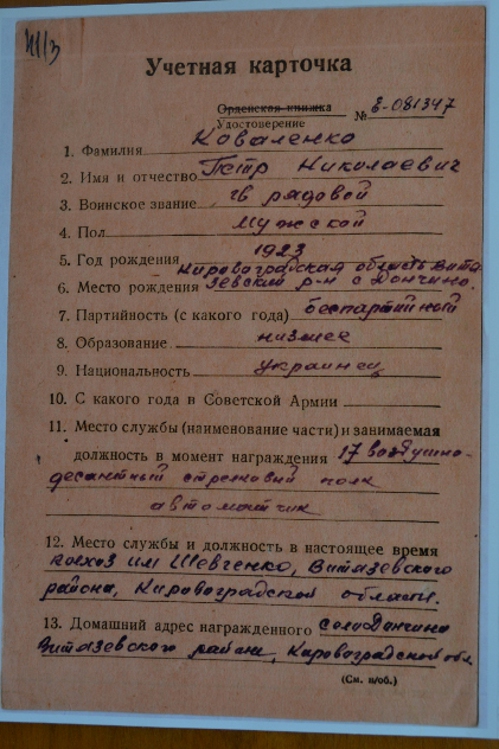 Учетная карточка
Орденская книжка
Удостоверение № Е-081347
1. Фамилия Коваленко
2. Имя и отчество Петр Николаевич
3. Воинское звание гв рядовой
4. Пол мужской
5. Год рождения 1923
Кировоградская область Витя
6. Место рождения зевский р-н с Дончино.
7. Партийность (с какого года) беспартийный
8. Образование низшее
9. Национальность украинец
10. С какого года в Советской Армии
11. Место службы (наименование части) и занимаемая
должность в момент награждения 17 воздушно-
десантный стрелковый полк
автоматчик
12. Место службы и должность в настоящее время
колхоз им Шевченко, Витязевского
района, Кировоградской области.
13. Домашний адрес награжденного село Дончино
Витязевского района, Кировоградской обл.
(См. н/об.)